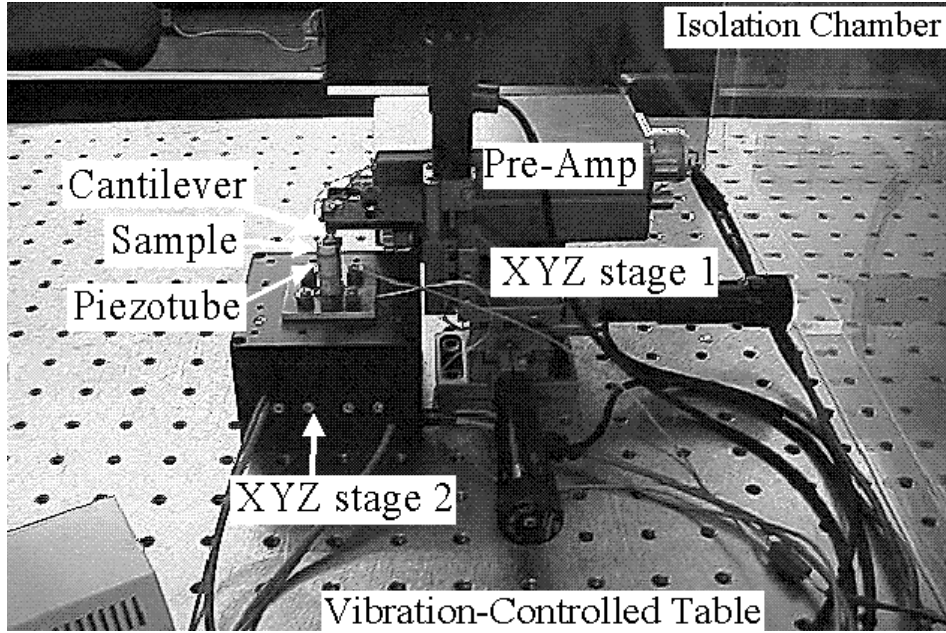 Isolation Chamber
Pre-Amp
Cantilever
Sample
XYZ stage 1
Piezotube
XYZ stage 2
Vibration-Controlled Table